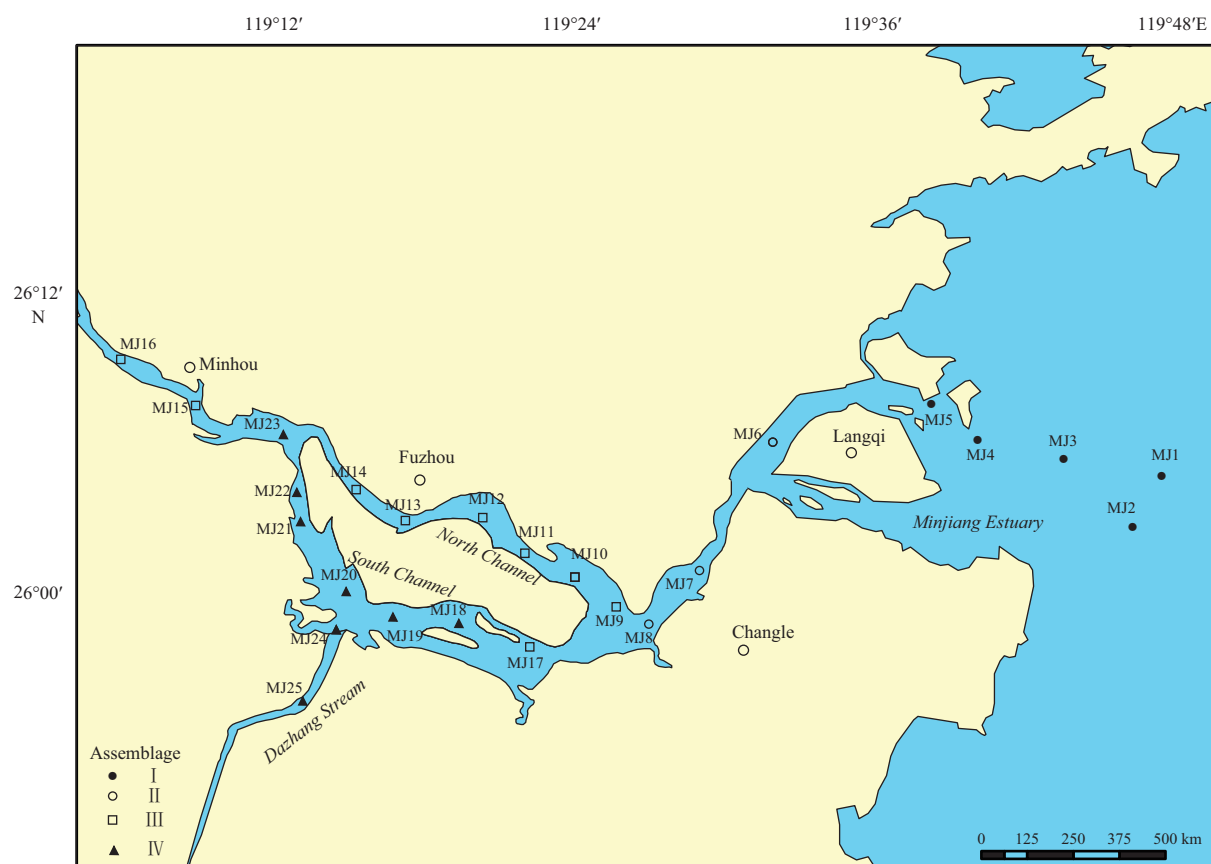 119°12′ 119°24′ 119°36′ 119°48′E
26°12′
N
MJ16
Minhou
MJ15
MJ23
MJ5
MJ6
Langqi
MJ3
MJ4
MJ1
Fuzhou
MJ14
MJ22
MJ13
MJ12
MJ2
Minjiang Estuary
MJ21
MJ11
North Channel
MJ10
South Channel
26°00′
MJ20
MJ7
MJ18
MJ9
MJ8
MJ24
MJ19
Changle
MJ17
MJ25
Dazhang Stream
Assemblage
I
II
III
IV
0 125 250 375 500 km